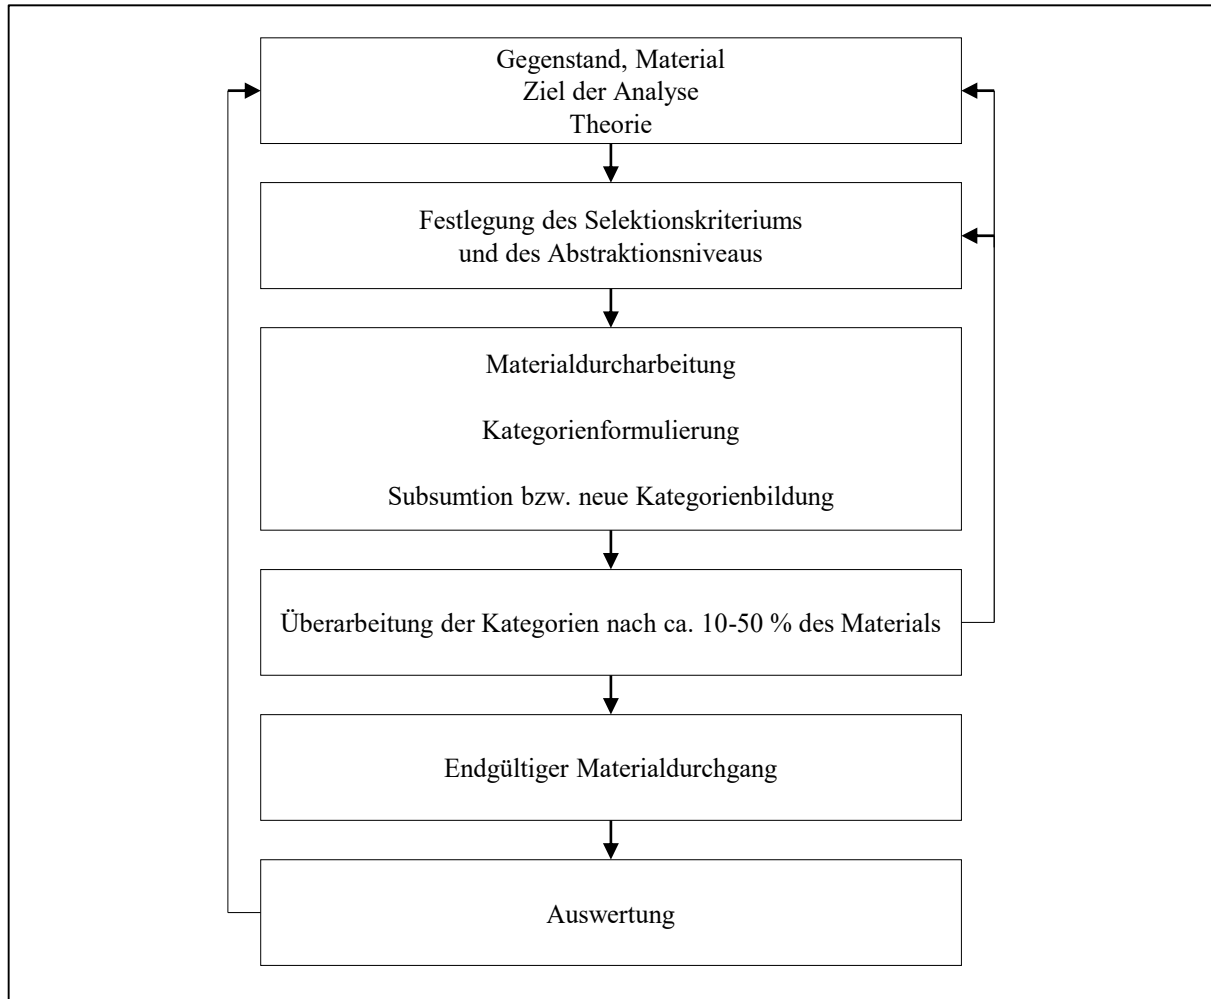 Gegenstand, Material
Ziel der Analyse
Theorie
Festlegung des Selektionskriteriums
und des Abstraktionsniveaus
Materialdurcharbeitung
Kategorienformulierung
Subsumtion bzw. neue Kategorienbildung
Überarbeitung der Kategorien nach ca. 10-50 % des Materials
Endgültiger Materialdurchgang
Auswertung